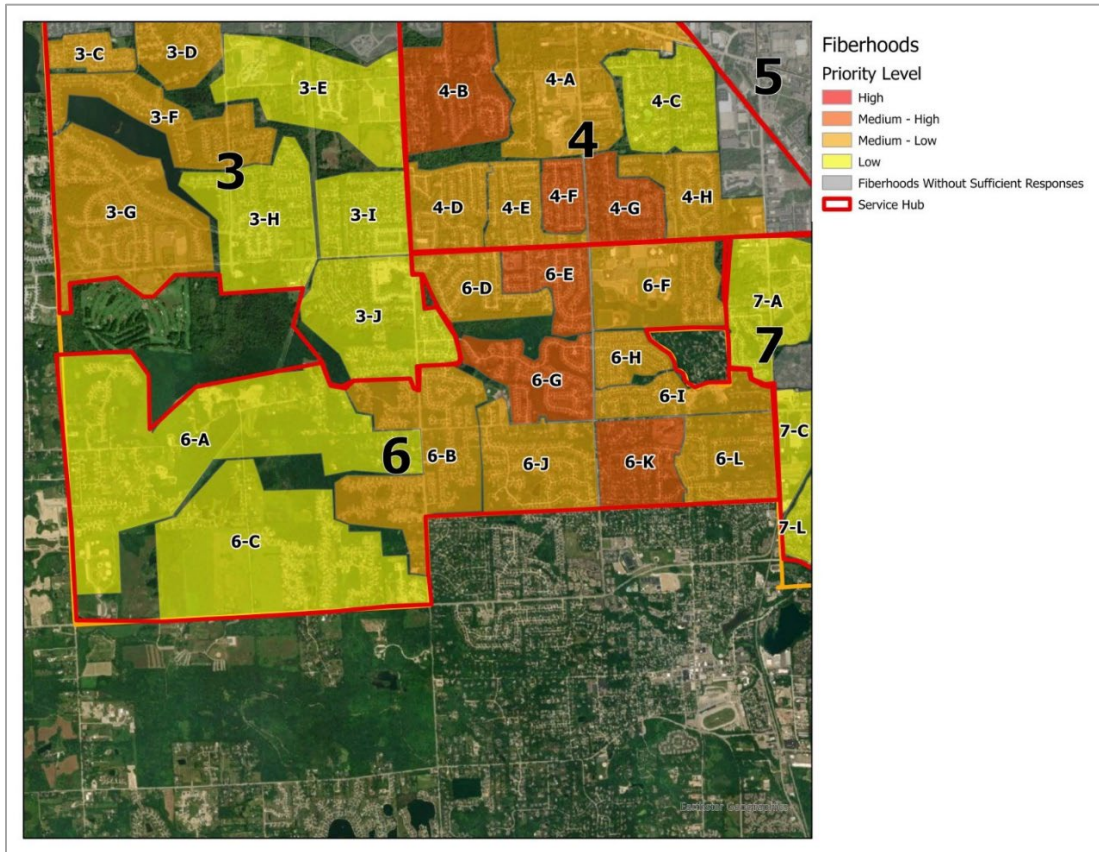 Fiberhoods
Priority Level
High
Medium - High
Medium - Low
Low
Fiberhoods Without Sufficient Responses
Service Hub
3-C
3-D
3-E
4-B
4-A
4-C
5
3-F
4
3
3-G
3-H
3-I
4-D
4-E
4-F
4-G
4-H
6-D
6-E
6-F
7-A
3-J
7
6-G
6-H
6-I
6-A
6
6-B
6-J
6-K
6-L
7-C
6-C
7-L
Earthstar Geographics